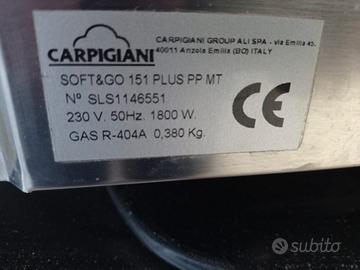 CARPIGIANI
CARPIGIANI GROUP ALI SPA - via Emilia 45,
40011 Anzola Emilia (BO) ITALY
SOFT&GO 151 PLUS PP MT
N° SLS1146551
230 V. 50Hz. 1800 W.
GAS R-404A 0,380 Kg.
CE
subito